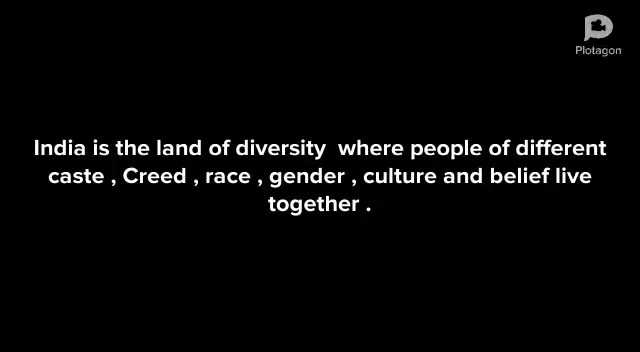 Plotagon
India is the land of diversity  where people of different
caste , Creed , race , gender , culture and belief live
together .